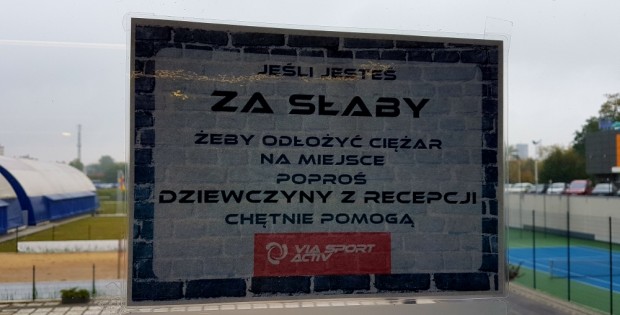 JEŚLI JESTEŚ
ZA SŁABY
ŻEBY ODŁOŻYĆ CIĘŻAR
NA MIEJSCE
POPROŚ
DZIEWCZYNY Z RECEPCJI
CHĘTNIE POMOGĄ
VIA SPORT
ACTIV